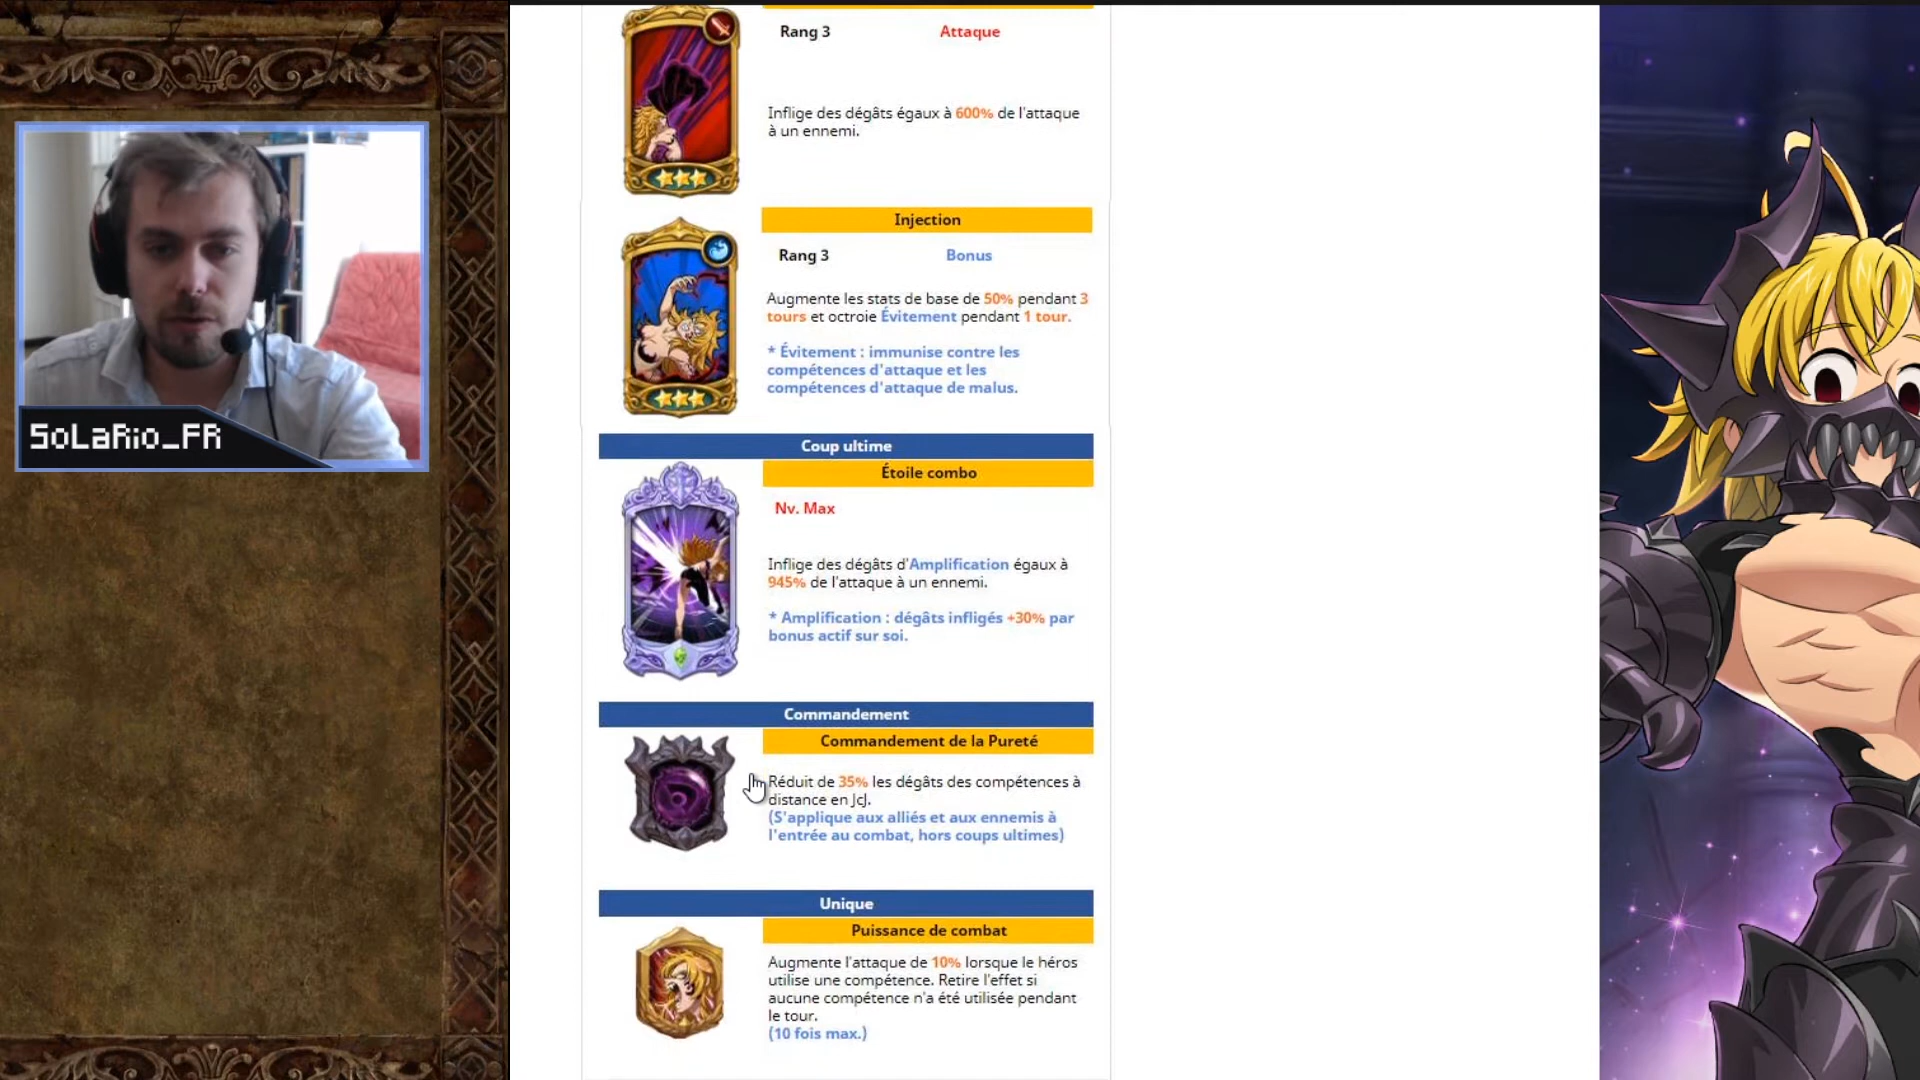 Rang 3
Attaque
Inflige des dégâts égaux à 600% de l'attaque
à un ennemi.
SoLaRio_FR
Injection
Rang 3
Bonus
Augmente les stats de base de 50% pendant 3
tours et octroie Évitement pendant 1 tour.
* Évitement : immunise contre les
compétences d'attaque et les
compétences d'attaque de malus.
Coup ultime
Étoile combo
Nv. Max
Inflige des dégâts d'Amplification égaux à
945% de l'attaque à un ennemi.
* Amplification : dégâts infligés +30% par
bonus actif sur soi.
Commandement
Commandement de la Pureté
Réduit de 35% les dégâts des compétences à
distance en JcJ.
(S'applique aux alliés et aux ennemis à
l'entrée au combat, hors coups ultimes)
Unique
Puissance de combat
Augmente l'attaque de 10% lorsque le héros
utilise une compétence. Retire l'effet si
aucune compétence n'a été utilisée pendant
le tour.
(10 fois max.)